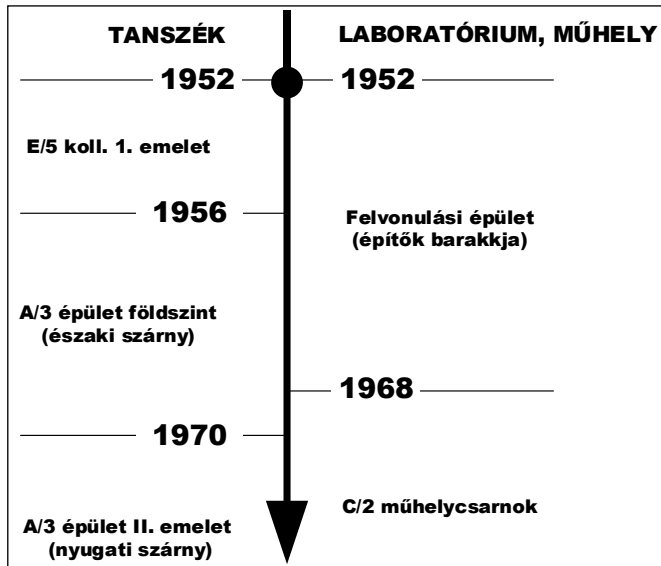 TANSZÉK
LABORATÓRIUM, MŰHELY
1952
1952
E/5 koll. 1. emelet
1956
Felvonulási épület
(építők barakkja)
A/3 épület földszint
(északi szárny)
1968
1970
C/2 műhelycsarnok
A/3 épület II. emelet
(nyugati szárny)